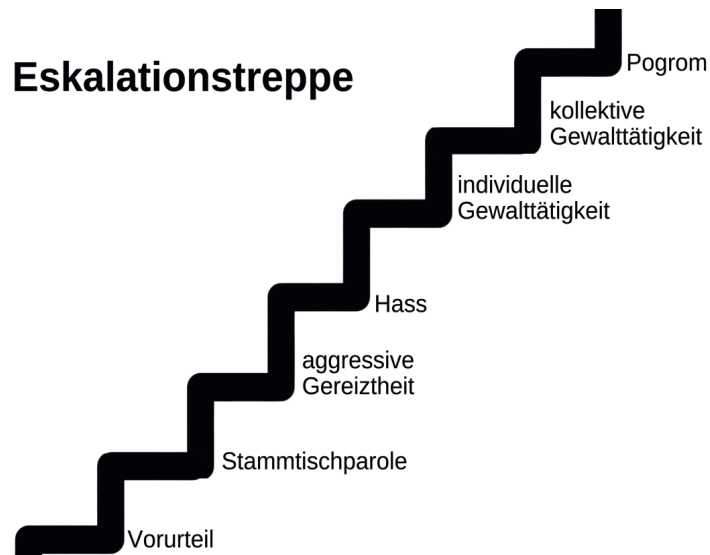 Eskalationstreppe
Pogrom
kollektive
Gewalttätigkeit
individuelle
Gewalttätigkeit
Hass
aggressive
Gereiztheit
Stammtischparole
Vorurteil